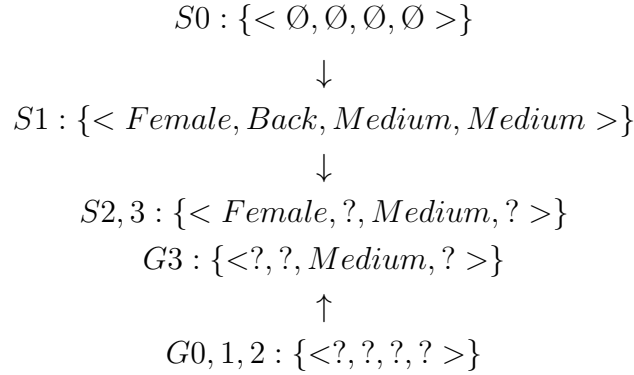 S0 : {< Ø, Ø, Ø, Ø >}
↓
S1 : {< Female, Back, Medium, Medium >}
↓
S2, 3 : {< Female, ?, Medium, ? >}
G3 : {<?, ?, Medium, ? >}
↑
G0, 1, 2 : {<?, ?, ?, ? >}